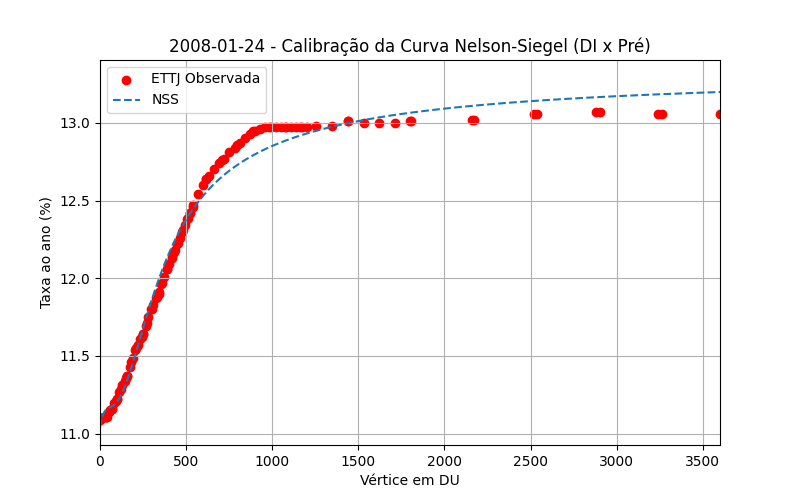 2008-01-24 - Calibração da Curva Nelson-Siegel (DI x Pré)
ETTJ Observada
NSS
Taxa ao ano (%)
13.0
12.5
12.0
11.5
11.0
0 500 1000 1500 2000 2500 3000 3500
Vértice em DU